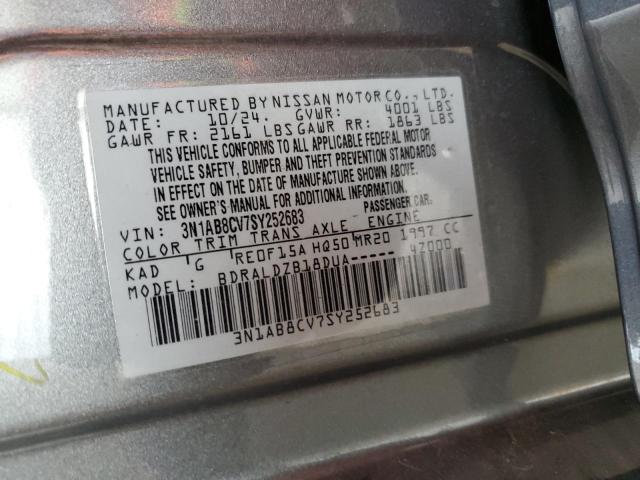 MANUFACTURED BY NISSAN MOTOR CO., LTD.
DATE: 10/24. GVWR: 4001 LBS
GAWR FR: 2161 LBS GAWR RR: 1863 LBS
THIS VEHICLE CONFORMS TO ALL APPLICABLE FEDERAL MOTOR
VEHICLE SAFETY, BUMPER AND THEFT PREVENTION STANDARDS
IN EFFECT ON THE DATE OF MANUFACTURE SHOWN ABOVE.
SEE OWNER'S MANUAL FOR ADDITIONAL INFORMATION.
VIN: 3N1AB8CV7SY252683 PASSENGER CAR.
COLOR TRIM TRANS AXLE ENGINE
KAD G RE0F15A HQ50 MR20 1997 CC
MODEL: BDRALDZB18DUA----- 42000
3N1AB8CV7SY252683